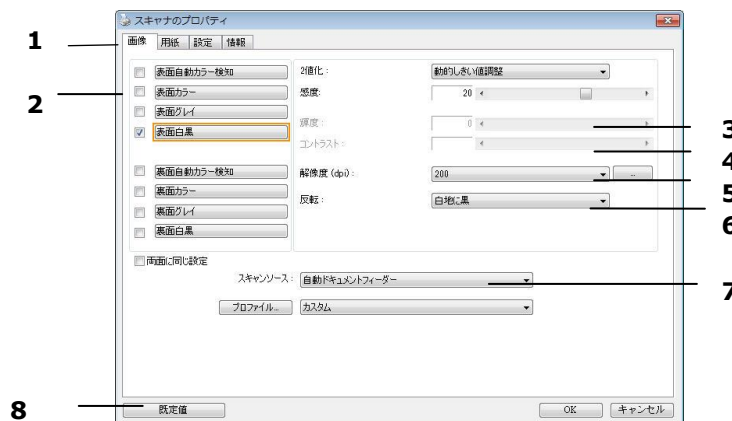 スキャナのプロパティ
1
画像 用紙 設定 情報
2
表面自動カラー検知
表面カラー
表面グレイ
表面白黒
裏面自動カラー検知
裏面カラー
裏面グレイ
裏面白黒
2値化:
動的しきい値調整
感度:
20
輝度:
0
3
コントラスト:
4
解像度 (dpi):
200
...
5
反転:
白地に黒
6
両面に同じ設定
スキャンソース:
自動ドキュメントフィーダー
7
プロファイル...
カスタム
8
既定値
OK
キャンセル